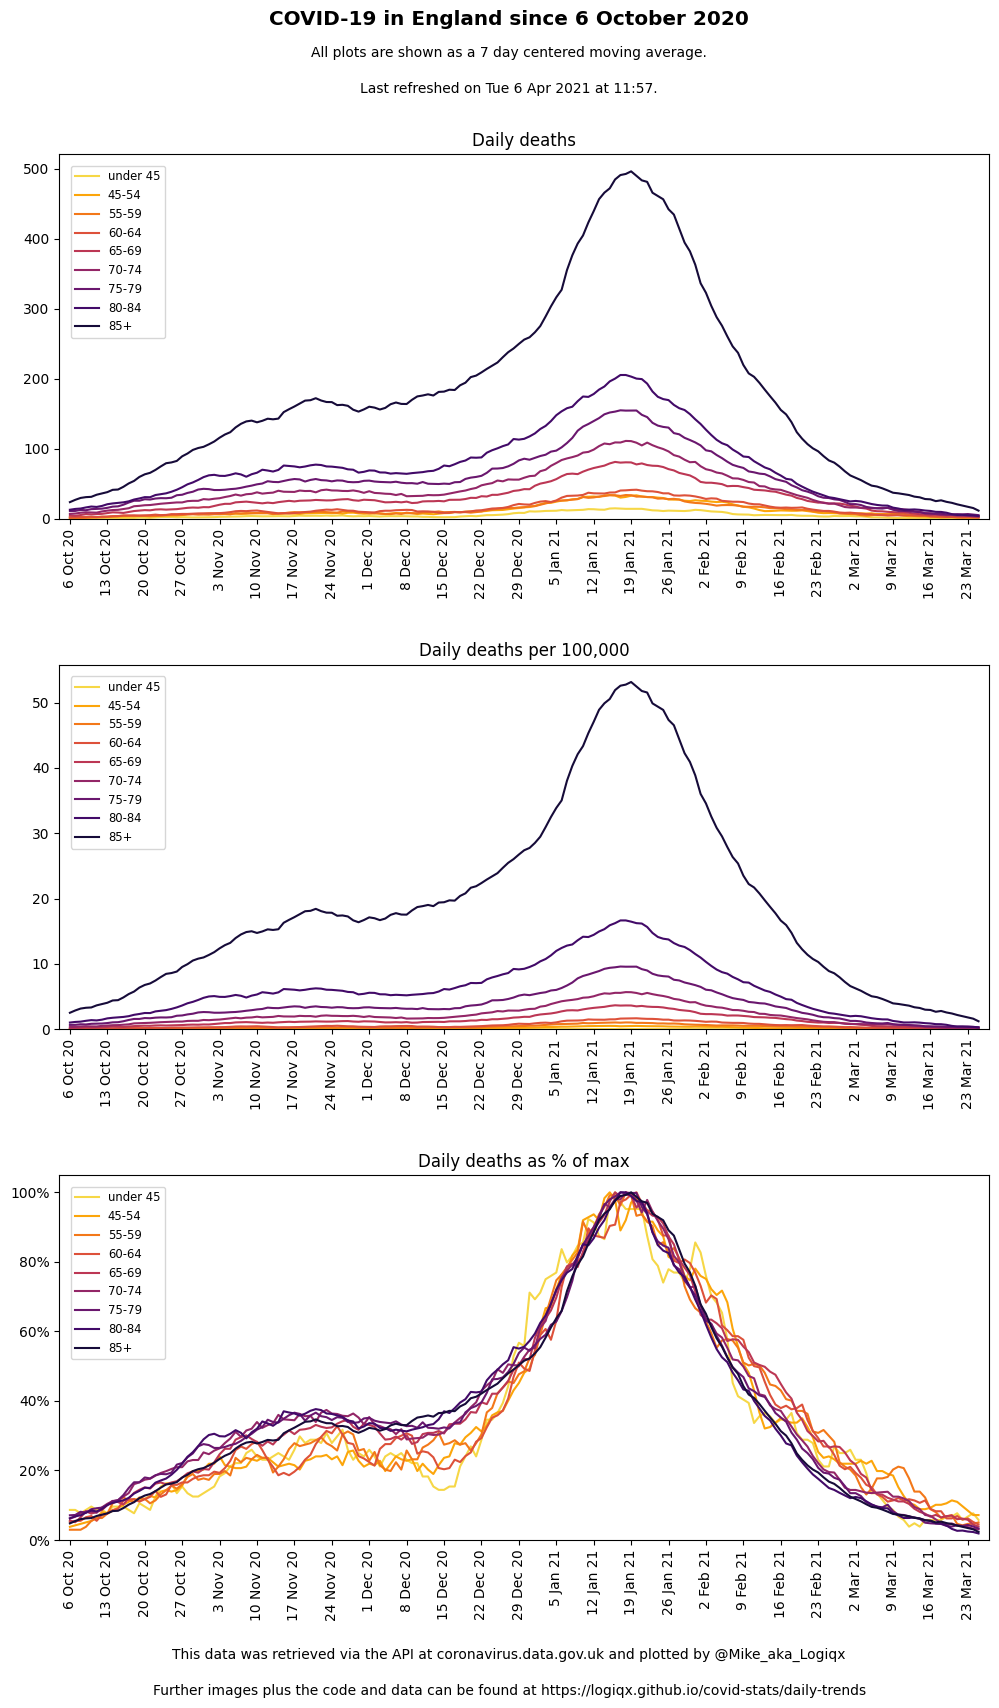 COVID-19 in England since 6 October 2020
All plots are shown as a 7 day centered moving average.
Last refreshed on Tue 6 Apr 2021 at 11:57.
Daily deaths
500
400
300
200
100
0
under 45
45-54
55-59
60-64
65-69
70-74
75-79
80-84
85+
6 Oct 20
13 Oct 20
20 Oct 20
27 Oct 20
3 Nov 20
10 Nov 20
17 Nov 20
24 Nov 20
1 Dec 20
8 Dec 20
15 Dec 20
22 Dec 20
29 Dec 20
5 Jan 21
12 Jan 21
19 Jan 21
26 Jan 21
2 Feb 21
9 Feb 21
16 Feb 21
23 Feb 21
2 Mar 21
9 Mar 21
16 Mar 21
23 Mar 21
Daily deaths per 100,000
50
40
30
20
10
0
under 45
45-54
55-59
60-64
65-69
70-74
75-79
80-84
85+
6 Oct 20
13 Oct 20
20 Oct 20
27 Oct 20
3 Nov 20
10 Nov 20
17 Nov 20
24 Nov 20
1 Dec 20
8 Dec 20
15 Dec 20
22 Dec 20
29 Dec 20
5 Jan 21
12 Jan 21
19 Jan 21
26 Jan 21
2 Feb 21
9 Feb 21
16 Feb 21
23 Feb 21
2 Mar 21
9 Mar 21
16 Mar 21
23 Mar 21
Daily deaths as % of max
100%
80%
60%
40%
20%
0%
under 45
45-54
55-59
60-64
65-69
70-74
75-79
80-84
85+
6 Oct 20
13 Oct 20
20 Oct 20
27 Oct 20
3 Nov 20
10 Nov 20
17 Nov 20
24 Nov 20
1 Dec 20
8 Dec 20
15 Dec 20
22 Dec 20
29 Dec 20
5 Jan 21
12 Jan 21
19 Jan 21
26 Jan 21
2 Feb 21
9 Feb 21
16 Feb 21
23 Feb 21
2 Mar 21
9 Mar 21
16 Mar 21
23 Mar 21
This data was retrieved via the API at coronavirus.data.gov.uk and plotted by @Mike_aka_Logiqx
Further images plus the code and data can be found at https://logiqx.github.io/covid-stats/daily-trends